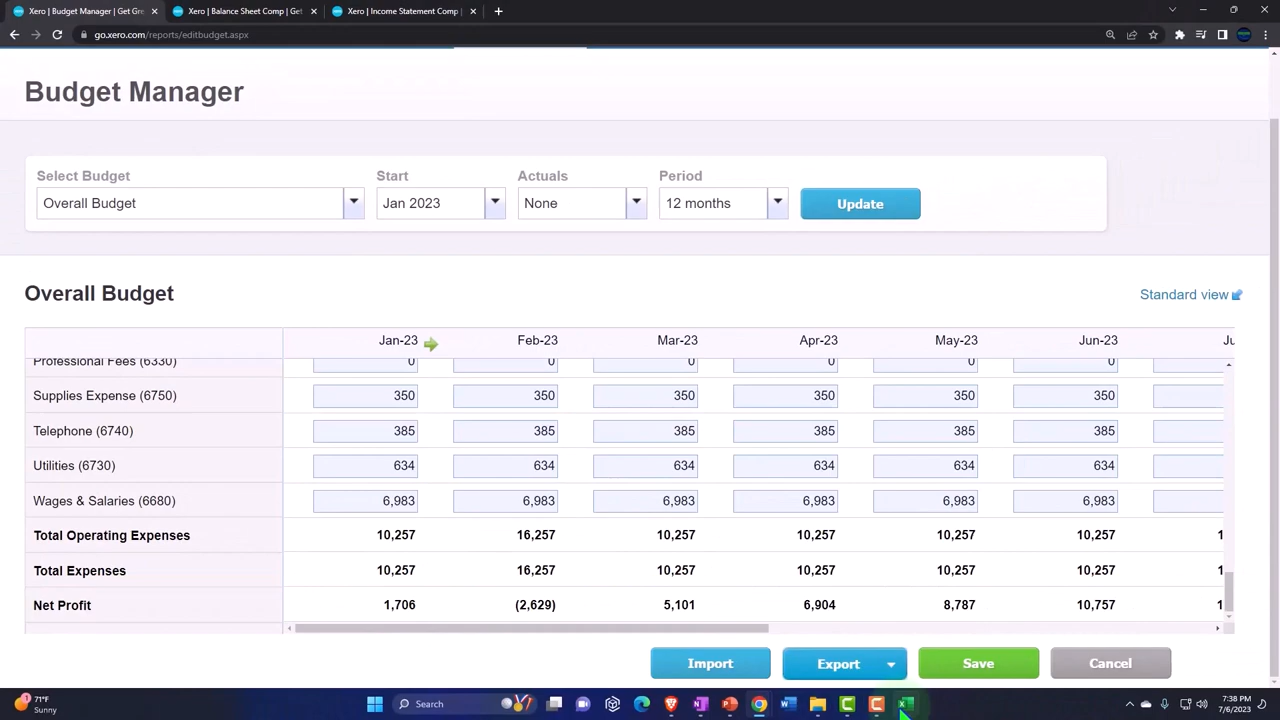 Xero | Budget Manager | Get Gre
Xero | Balance Sheet Comp | Get
Xero | Income Statement Comp |
go.xero.com/reports/editbudget.aspx
Budget Manager
Select Budget Start Actuals Period
Overall Budget Jan 2023 None 12 months Update
Overall Budget Standard view
Jan-23 Feb-23 Mar-23 Apr-23 May-23 Jun-23 Ju
Professional Fees (6330) 0 0 0 0 0 0
Supplies Expense (6750) 350 350 350 350 350 350
Telephone (6740) 385 385 385 385 385 385
Utilities (6730) 634 634 634 634 634 634
Wages & Salaries (6680) 6,983 6,983 6,983 6,983 6,983 6,983
Total Operating Expenses 10,257 16,257 10,257 10,257 10,257 10,257 1
Total Expenses 10,257 16,257 10,257 10,257 10,257 10,257 1
Net Profit 1,706 (2,629) 5,101 6,904 8,787 10,757 1
Import Export Save Cancel
71°F
Sunny
Search
7:38 PM
7/6/2023